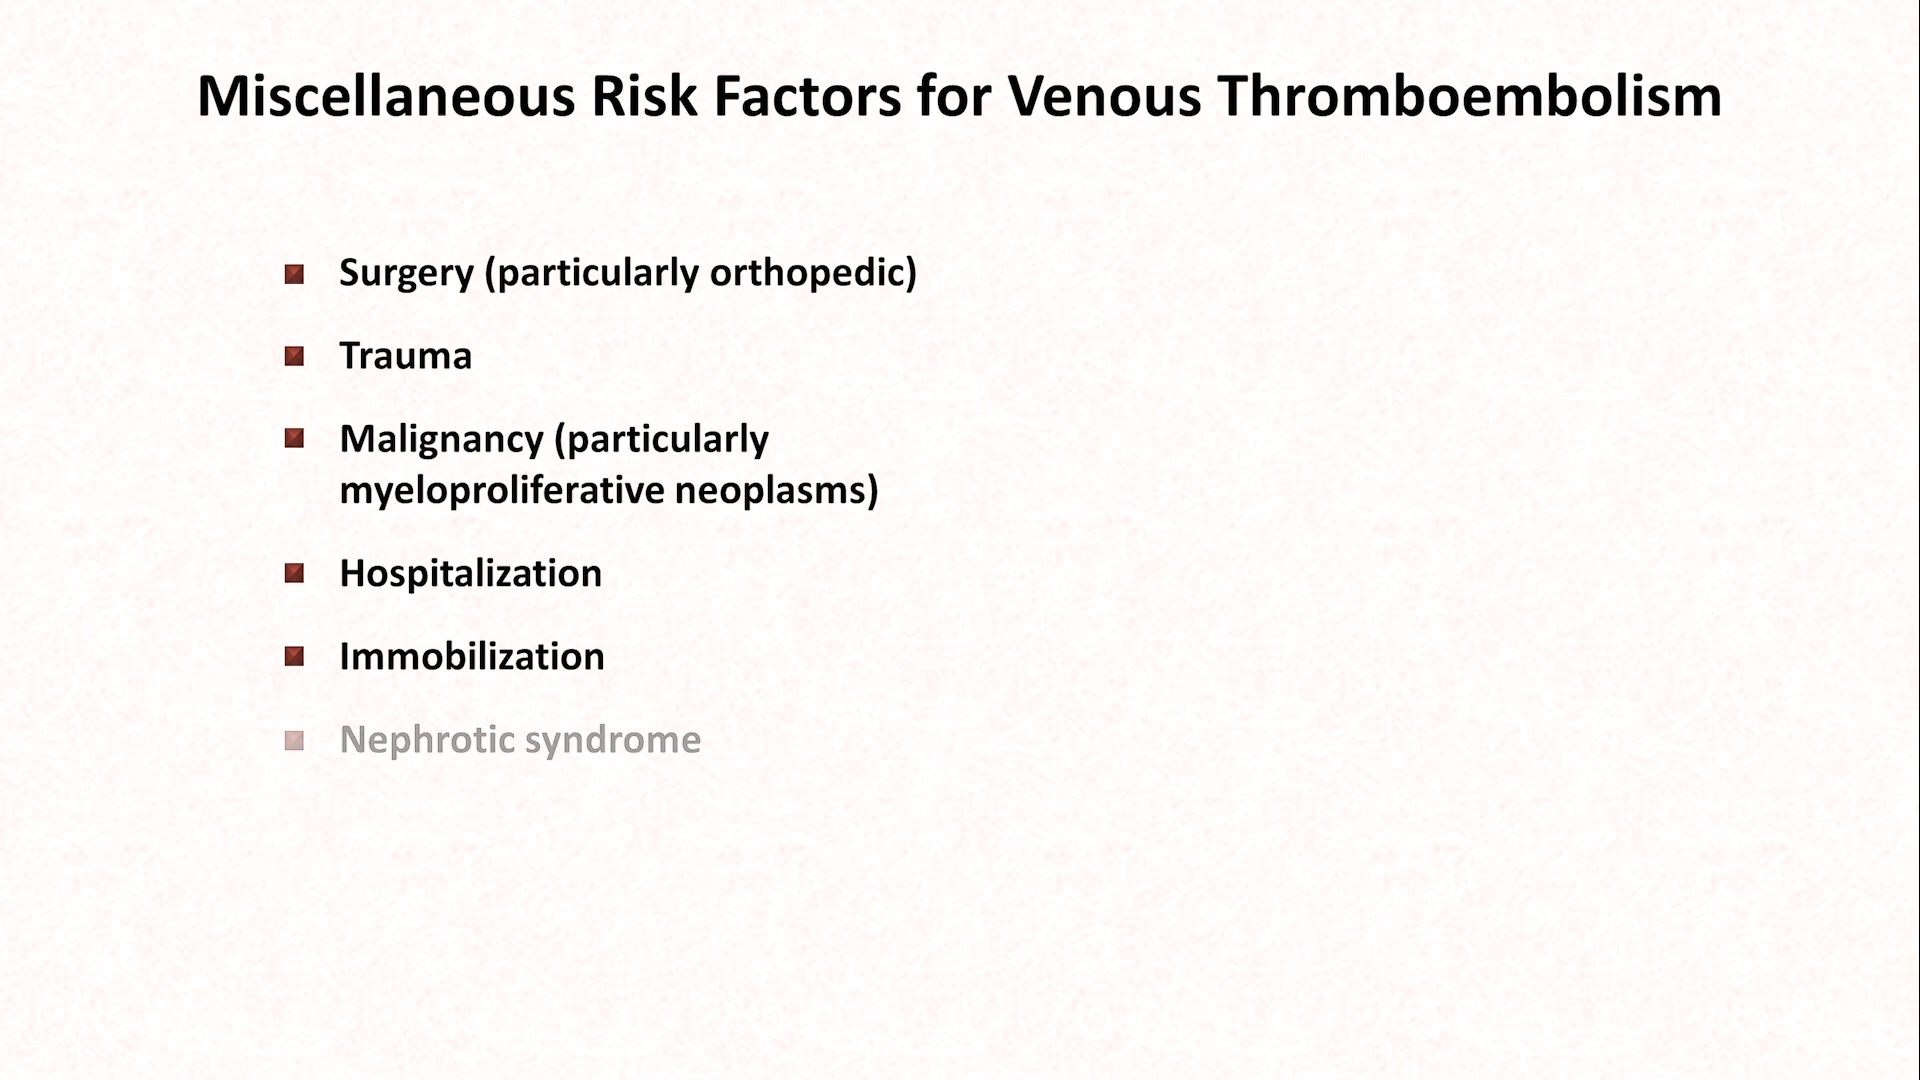 Miscellaneous Risk Factors for Venous Thromboembolism
Surgery (particularly orthopedic)
Trauma
Malignancy (particularly
myeloproliferative neoplasms)
Hospitalization
Immobilization
Nephrotic syndrome